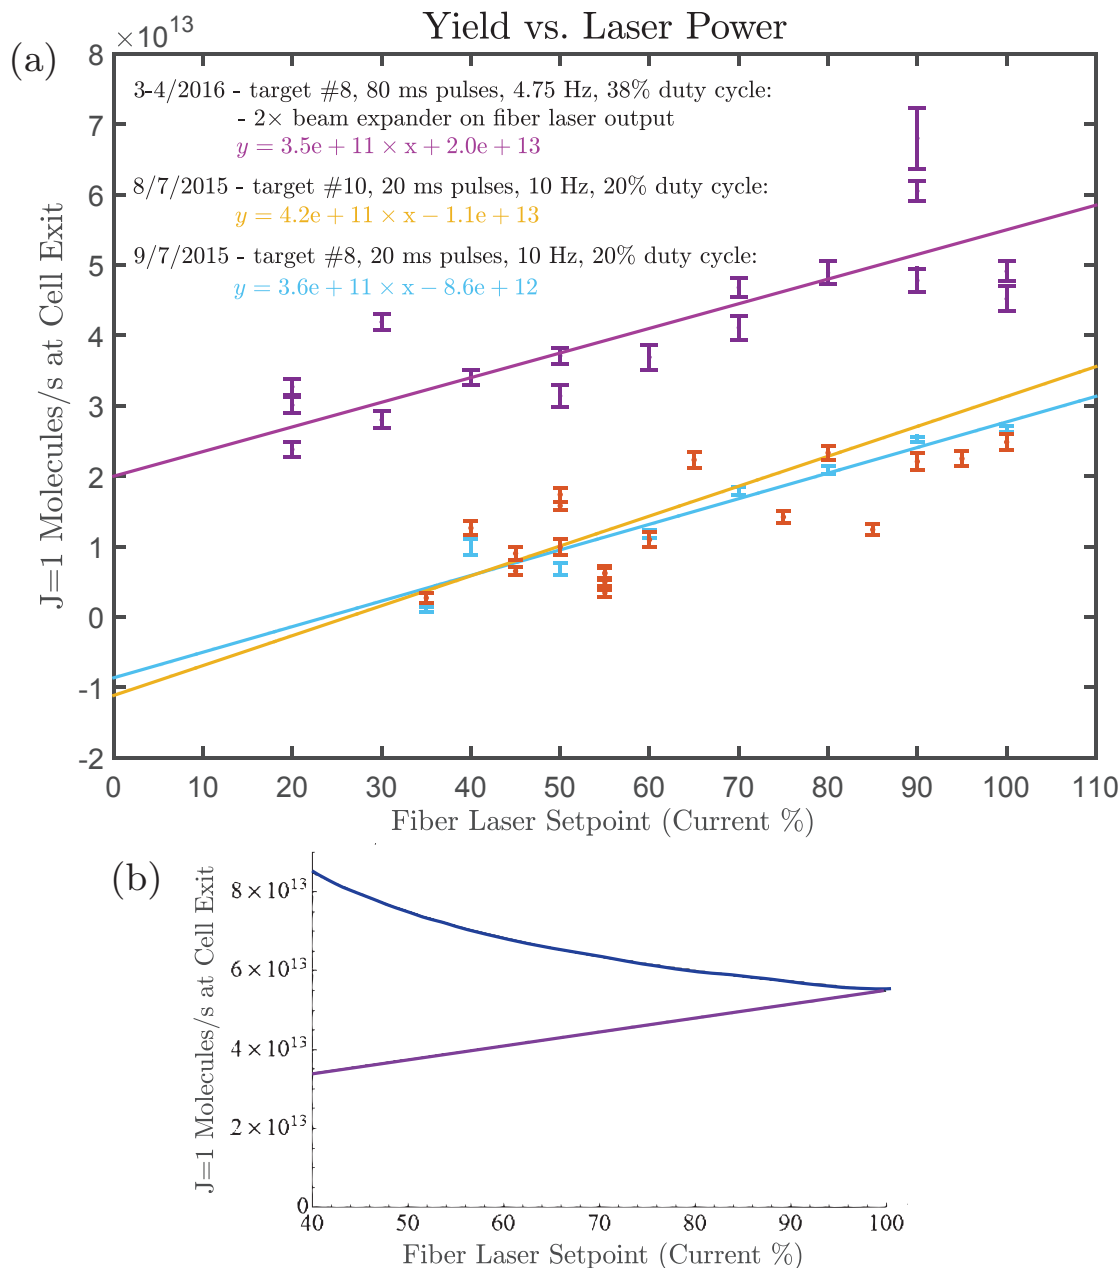 Yield vs. Laser Power
(a)
×10^13
8
7
6
5
4
3
2
1
0
-1
-2
J=1 Molecules/s at Cell Exit
3-4/2016 - target #8, 80 ms pulses, 4.75 Hz, 38% duty cycle:
- 2× beam expander on fiber laser output
y = 3.5e + 11 × x + 2.0e + 13
8/7/2015 - target #10, 20 ms pulses, 10 Hz, 20% duty cycle:
y = 4.2e + 11 × x − 1.1e + 13
9/7/2015 - target #8, 20 ms pulses, 10 Hz, 20% duty cycle:
y = 3.6e + 11 × x − 8.6e + 12
0 10 20 30 40 50 60 70 80 90 100 110
Fiber Laser Setpoint (Current %)
(b)
J=1 Molecules/s at Cell Exit
8×10^13
6×10^13
4×10^13
2×10^13
0
40 50 60 70 80 90 100
Fiber Laser Setpoint (Current %)